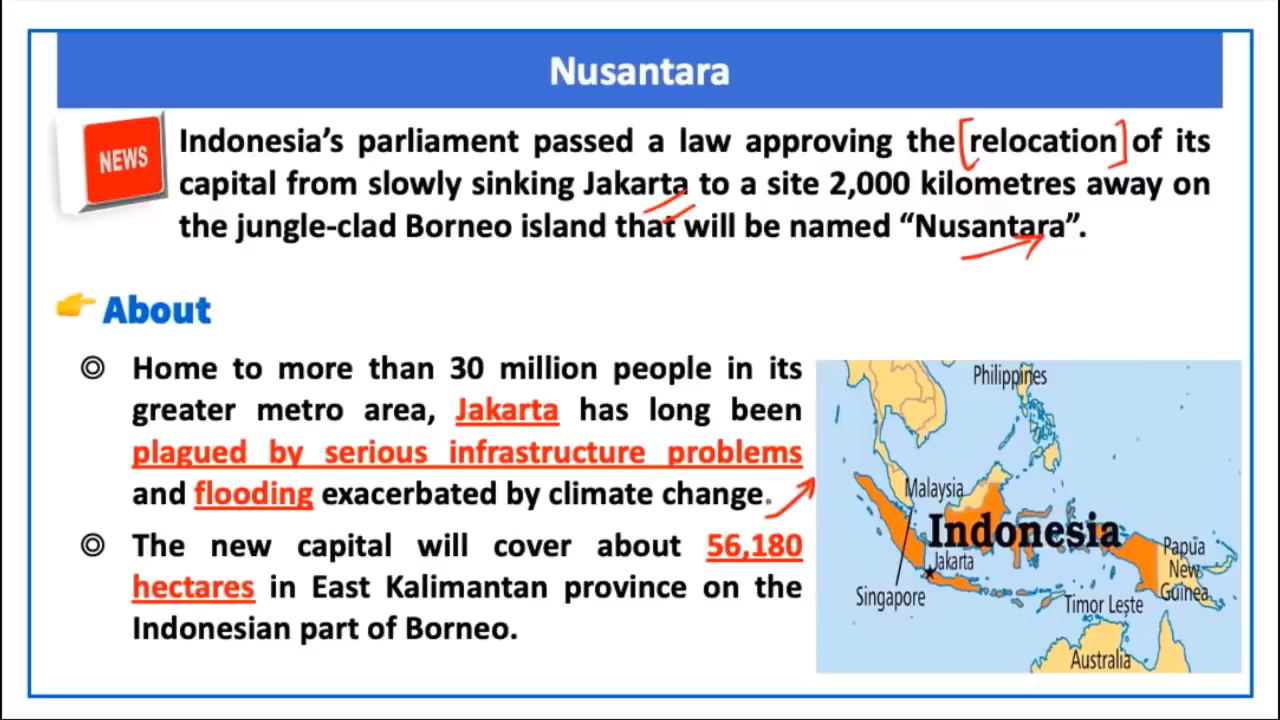 Nusantara
NEWS
Indonesia's parliament passed a law approving the relocation of its
capital from slowly sinking Jakarta to a site 2,000 kilometres away on
the jungle-clad Borneo island that will be named “Nusantara”.
About
Home to more than 30 million people in its
greater metro area, Jakarta has long been
plagued by serious infrastructure problems
and flooding exacerbated by climate change.
The new capital will cover about 56,180
hectares in East Kalimantan province on the
Indonesian part of Borneo.
Philippines
Malaysia
Indonesia
Jakarta
Singapore
Papua
New
Guinea
Timor Leste
Australia